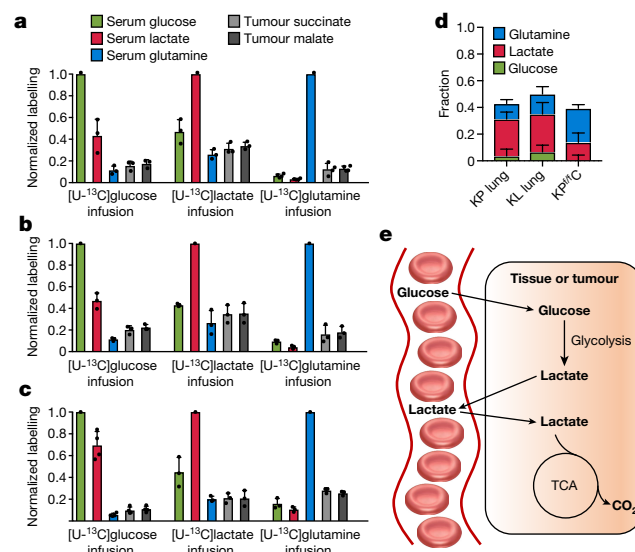 a
Serum glucose
Serum lactate
Serum glutamine
Tumour succinate
Tumour malate
Normalized labelling
1.0
0.8
0.6
0.4
0.2
0
[U-¹³C]glucose infusion
[U-¹³C]lactate infusion
[U-¹³C]glutamine infusion
b
Normalized labelling
1.0
0.8
0.6
0.4
0.2
0
[U-¹³C]glucose infusion
[U-¹³C]lactate infusion
[U-¹³C]glutamine infusion
c
Normalized labelling
1.0
0.8
0.6
0.4
0.2
[U-¹³C]glucose
infusion
[U-¹³C]lactate
infusion
[U-¹³C]glutamine
infusion
d
Glutamine
Lactate
Glucose
Fraction
1.0
0.8
0.6
0.4
0.2
0
KP lung
KL lung
KPf/fC
e
Tissue or tumour
Glucose
Glucose
Glycolysis
Lactate
Lactate
Lactate
TCA
CO₂